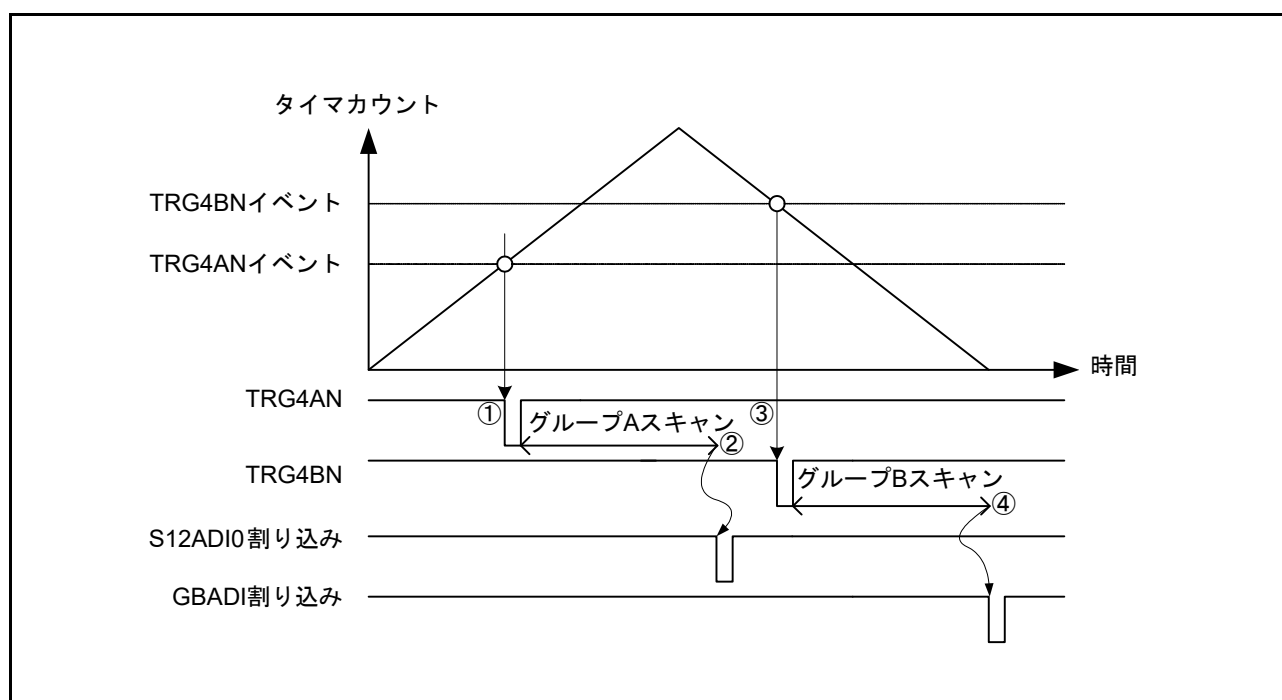 タイマカウント
TRG4BNイベント
TRG4ANイベント
時間
TRG4AN
①
グループAスキャン
②
③
TRG4BN
グループBスキャン
④
S12ADI0割り込み
GBADI割り込み